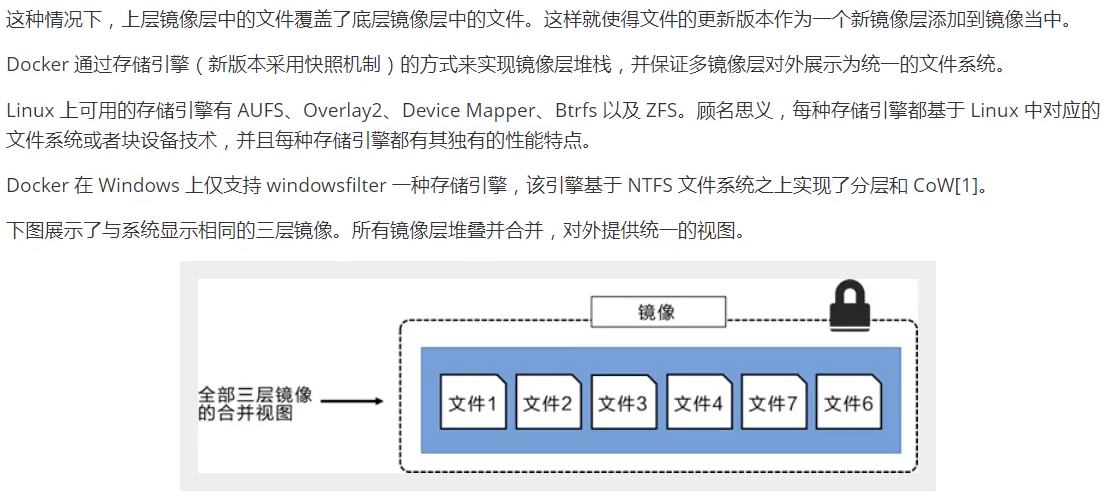 这种情况下，上层镜像层中的文件覆盖了底层镜像层中的文件。这样就使得文件的更新版本作为一个新镜像层添加到镜像当中。
Docker 通过存储引擎（新版本采用快照机制）的方式来实现镜像层堆栈，并保证多镜像层对外展示为统一的文件系统。
Linux 上可用的存储引擎有 AUFS、Overlay2、Device Mapper、Btrfs 以及 ZFS。顾名思义，每种存储引擎都基于 Linux 中对应的
文件系统或者块设备技术，并且每种存储引擎都有其独有的性能特点。
Docker 在 Windows 上仅支持 windowsfilter 一种存储引擎，该引擎基于 NTFS 文件系统之上实现了分层和 CoW[1]。
下图展示了与系统显示相同的三层镜像。所有镜像层堆叠并合并，对外提供统一的视图。
镜像
全部三层镜像
的合并视图
文件1 文件2 文件3 文件4 文件7 文件6